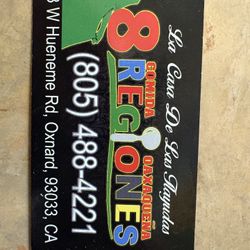 La Casa De Las Tlayudas
COMIDA OAXAQUEÑA
8 REGIONES
(805) 488-4221
W Hueneme Rd, Oxnard, 93033, CA